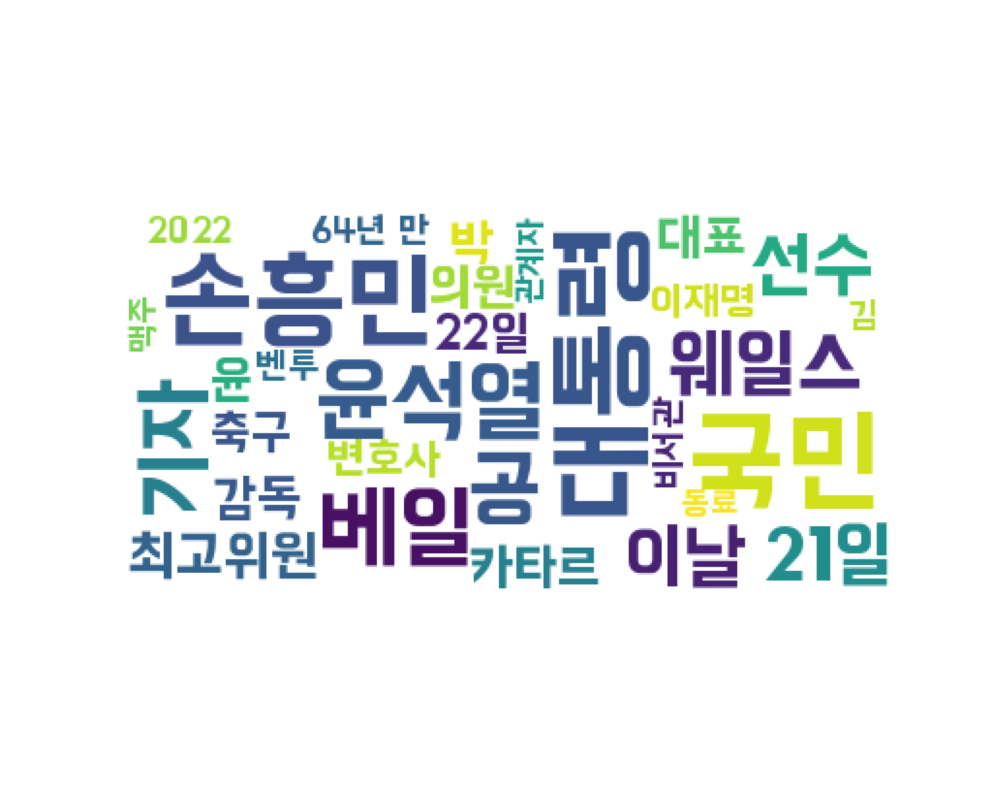 2022
64년 만
박
관계자
대통령
대표
선수
손흥민
의원
이재명
김
맥주
22일
웨일스
벤투
윤
윤석열
기자
축구
변호사
공
비서관
국민
감독
베일
동료
최고위원
카타르
이날
21일